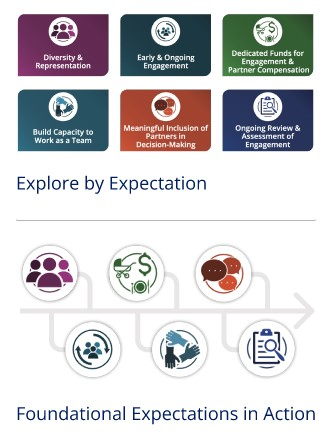 Diversity &
Representation
Early & Ongoing
Engagement
Dedicated Funds for
Engagement &
Partner Compensation
Build Capacity to
Work as a Team
Meaningful Inclusion of
Partners in
Decision-Making
Ongoing Review &
Assessment of
Engagement
Explore by Expectation
$
Foundational Expectations in Action